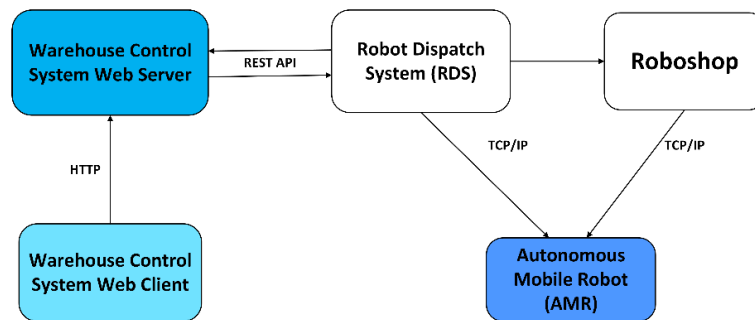 Warehouse Control
System Web Server
REST API
Robot Dispatch
System (RDS)
Roboshop
HTTP
TCP/IP
TCP/IP
Warehouse Control
System Web Client
Autonomous
Mobile Robot
(AMR)